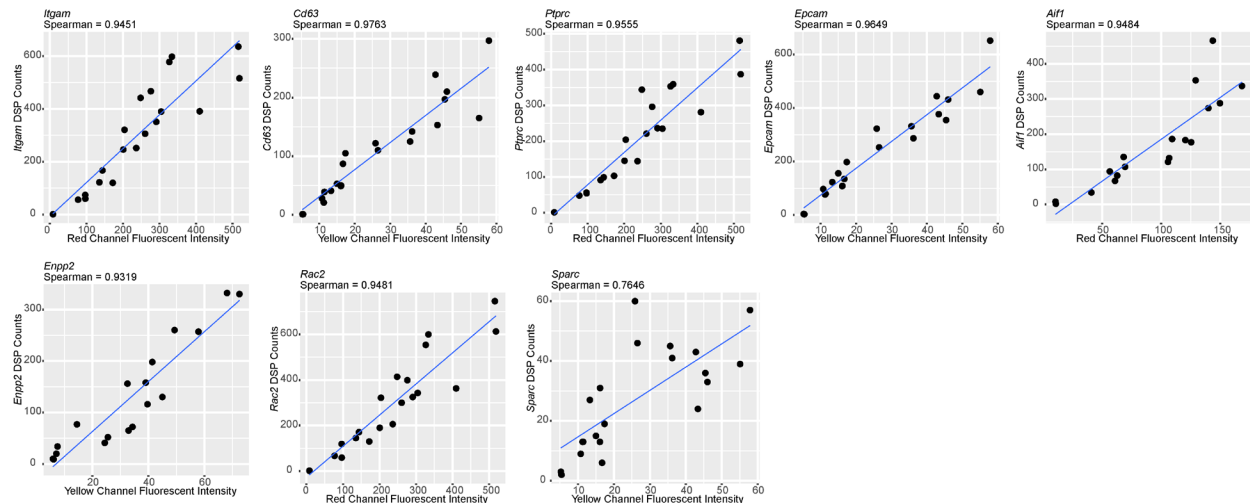 Itgam
Spearman = 0.9451
Itgam DSP Counts
600
400
200
0
0 100 200 300 400 500
Red Channel Fluorescent Intensity
Cd63
Spearman = 0.9763
Cd63 DSP Counts
300
200
100
0
10 20 30 40 50 60
Yellow Channel Fluorescent Intensity
Ptprc
Spearman = 0.9555
Ptprc DSP Counts
500
400
300
200
100
0
0 100 200 300 400 500
Red Channel Fluorescent Intensity
Epcam
Spearman = 0.9649
Epcam DSP Counts
600
400
200
0
10 20 30 40 50 60
Yellow Channel Fluorescent Intensity
Aif1
Spearman = 0.9484
Aif1 DSP Counts
400
300
200
100
0
50 100 150
Red Channel Fluorescent Intensity
Enpp2
Spearman = 0.9319
Enpp2 DSP Counts
300
200
100
0
20 40 60
Yellow Channel Fluorescent Intensity
Rac2
Spearman = 0.9481
Rac2 DSP Counts
600
400
200
0
0 100 200 300 400 500
Red Channel Fluorescent Intensity
Sparc
Spearman = 0.7646
Sparc DSP Counts
60
40
20
0
10 20 30 40 50 60
Yellow Channel Fluorescent Intensity